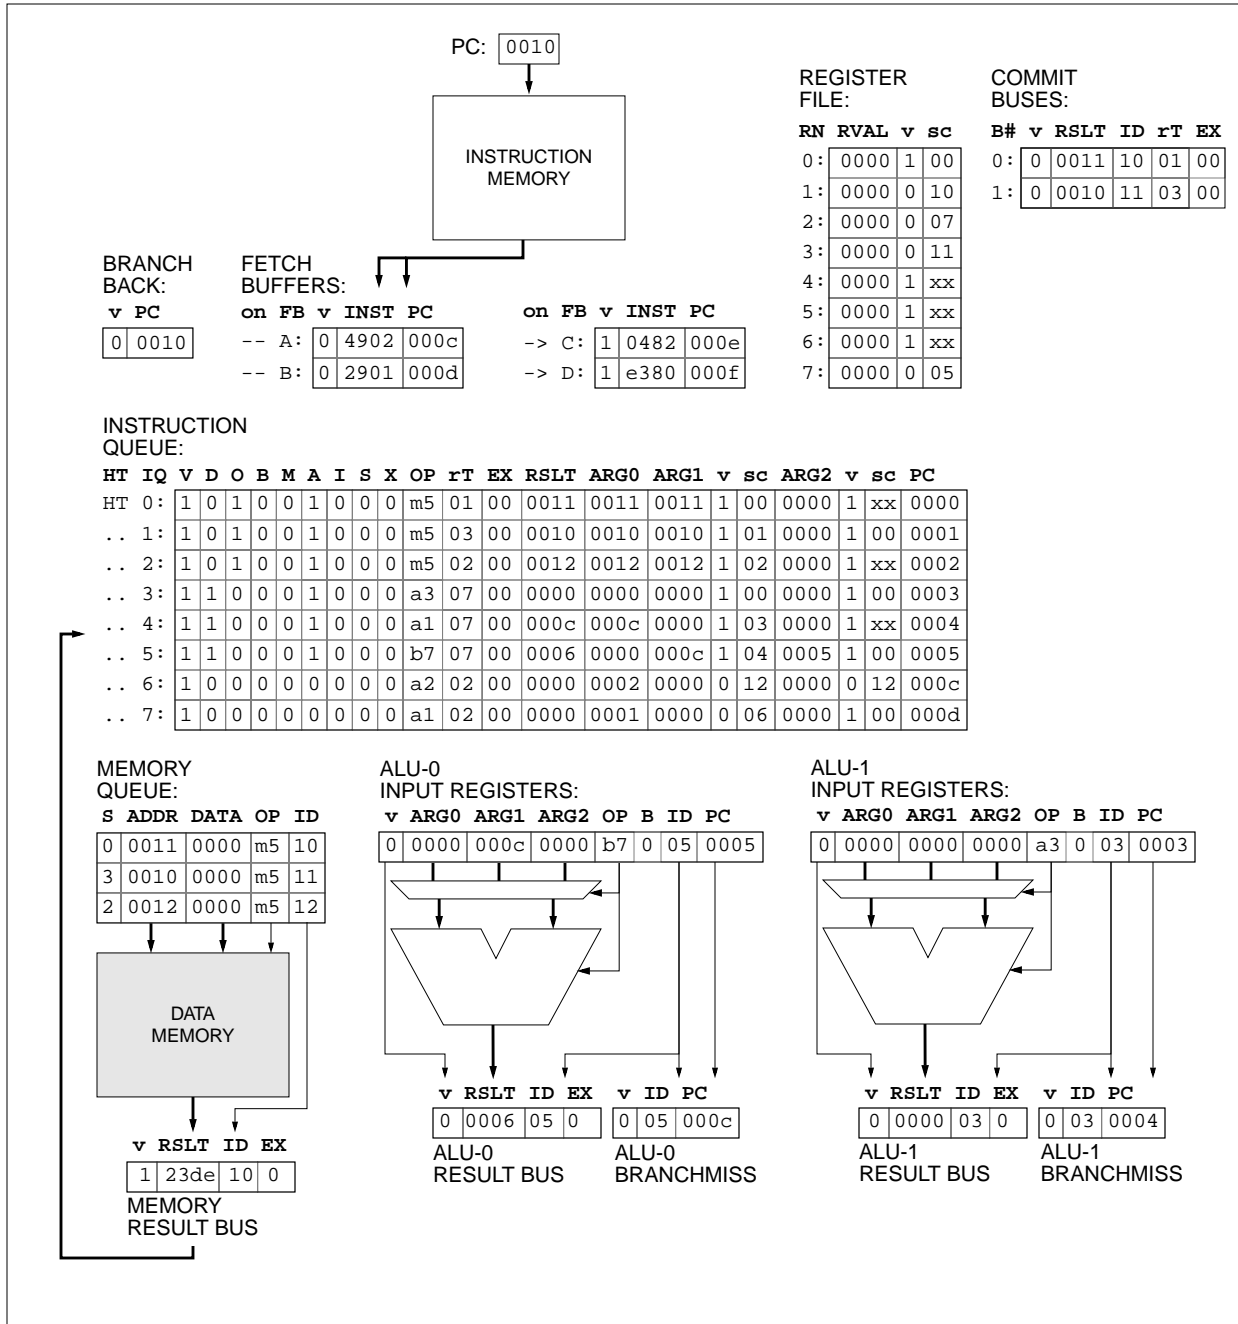 PC: 0010
INSTRUCTION
MEMORY
REGISTER
FILE:
RN RVAL v sc
0: 0000 1 00
1: 0000 0 10
2: 0000 0 07
3: 0000 0 11
4: 0000 1 xx
5: 0000 1 xx
6: 0000 1 xx
7: 0000 0 05
COMMIT
BUSES:
B# v RSLT ID rT EX
0: 0 0011 10 01 00
1: 0 0010 11 03 00
BRANCH
BACK:
v PC
0 0010
FETCH
BUFFERS:
on FB v INST PC
-- A: 0 4902 000c
-- B: 0 2901 000d
on FB v INST PC
-> C: 1 0482 000e
-> D: 1 e380 000f
INSTRUCTION
QUEUE:
HT IQ V D O B M A I S X OP rT EX RSLT ARG0 ARG1 v sc ARG2 v sc PC
HT 0: 1 0 1 0 0 1 0 0 0 m5 01 00 0011 0011 0011 1 00 0000 1 xx 0000
.. 1: 1 0 1 0 0 1 0 0 0 m5 03 00 0010 0010 0010 1 01 0000 1 00 0001
.. 2: 1 0 1 0 0 1 0 0 0 m5 02 00 0012 0012 0012 1 02 0000 1 xx 0002
.. 3: 1 1 0 0 0 1 0 0 0 a3 07 00 0000 0000 0000 1 00 0000 1 00 0003
.. 4: 1 1 0 0 0 1 0 0 0 a1 07 00 000c 000c 0000 1 03 0000 1 xx 0004
.. 5: 1 1 0 0 0 1 0 0 0 b7 07 00 0006 0000 000c 1 04 0005 1 00 0005
.. 6: 1 0 0 0 0 0 0 0 0 a2 02 00 0000 0002 0000 0 12 0000 0 12 000c
.. 7: 1 0 0 0 0 0 0 0 0 a1 02 00 0000 0001 0000 0 06 0000 1 00 000d
MEMORY
QUEUE:
S ADDR DATA OP ID
0 0011 0000 m5 10
3 0010 0000 m5 11
2 0012 0000 m5 12
DATA
MEMORY
v RSLT ID EX
1 23de 10 0
MEMORY
RESULT BUS
ALU-0
INPUT REGISTERS:
v ARG0 ARG1 ARG2 OP B ID PC
0 0000 000c 0000 b7 0 05 0005
v RSLT ID EX
0 0006 05 0
ALU-0
RESULT BUS
v ID PC
0 05 000c
ALU-0
BRANCHMISS
ALU-1
INPUT REGISTERS:
v ARG0 ARG1 ARG2 OP B ID PC
0 0000 0000 0000 a3 0 03 0003
v RSLT ID EX
0 0000 03 0
ALU-1
RESULT BUS
v ID PC
0 03 0004
ALU-1
BRANCHMISS